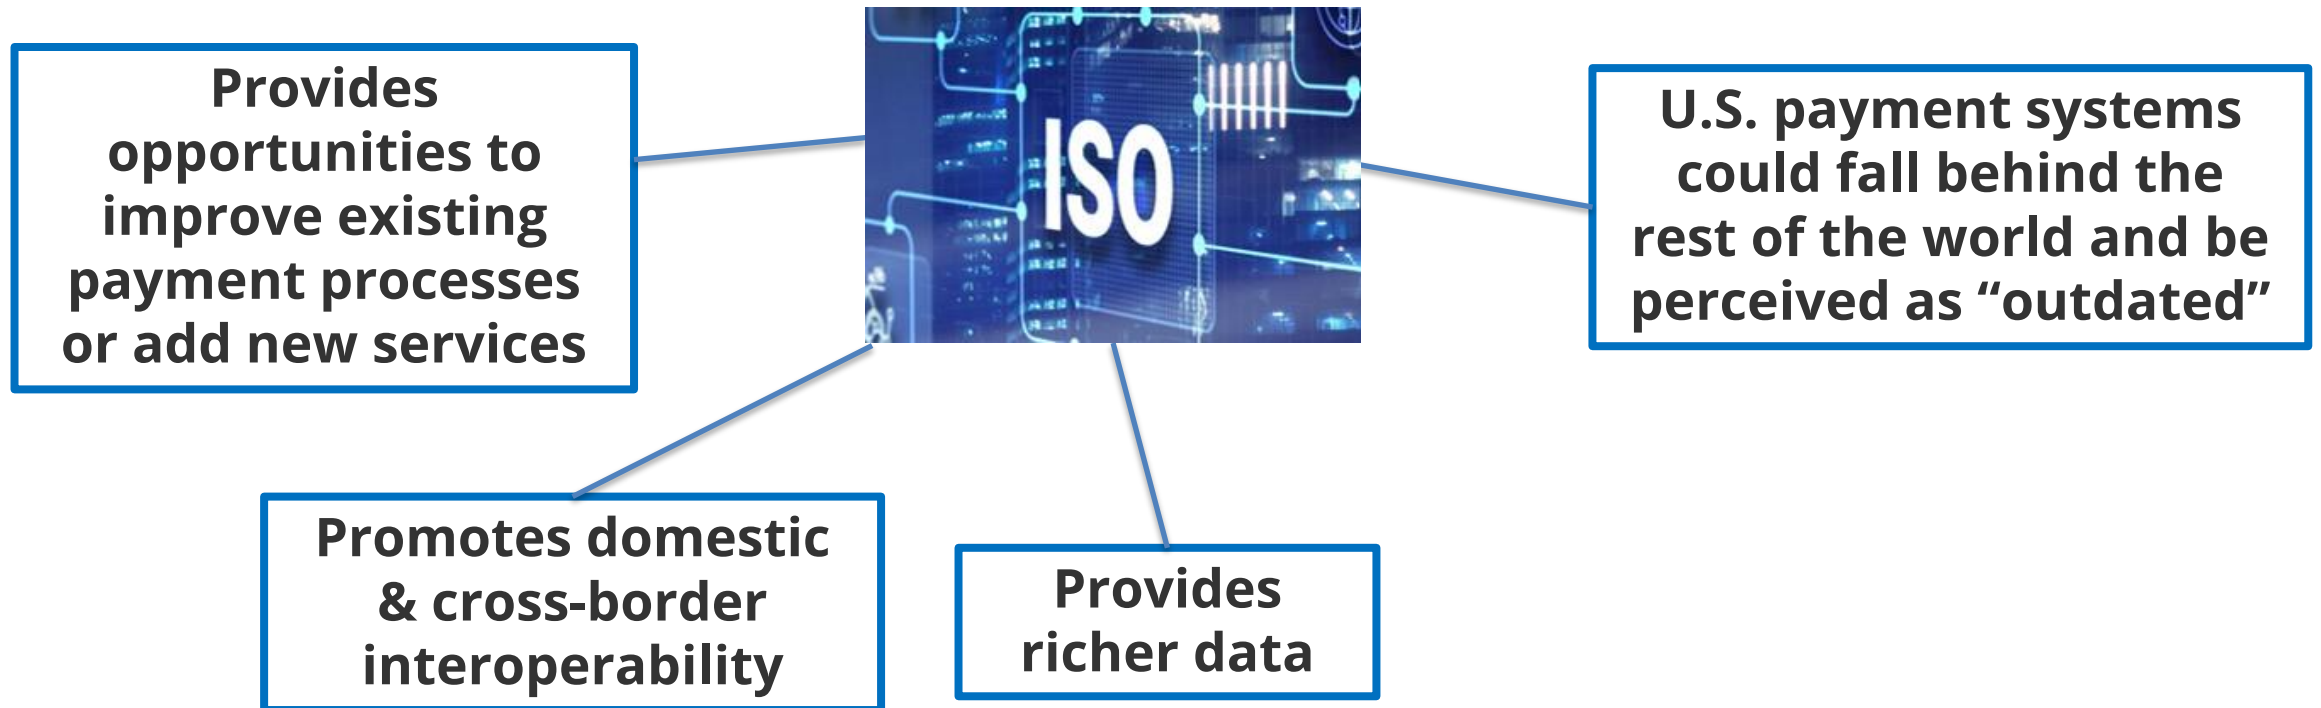 Provides
opportunities to
improve existing
payment processes
or add new services
ISO
U.S. payment systems
could fall behind the
rest of the world and be
perceived as “outdated”
Promotes domestic
& cross-border
interoperability
Provides
richer data